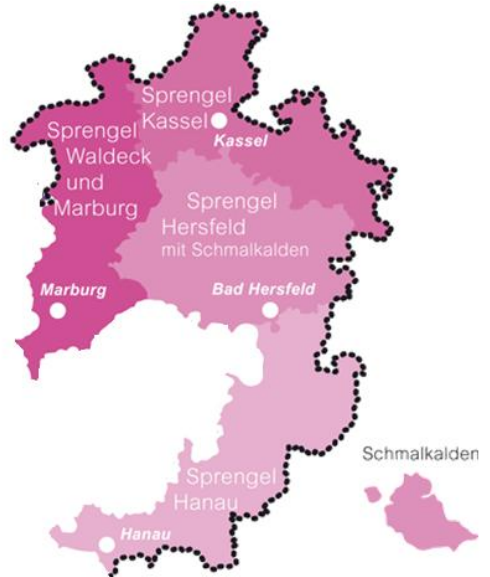 Sprengel
Kassel
Kassel
Sprengel
Waldeck
und
Marburg
Sprengel
Hersfeld
mit Schmalkalden
Marburg
Bad Hersfeld
Schmalkalden
Sprengel
Hanau
Hanau